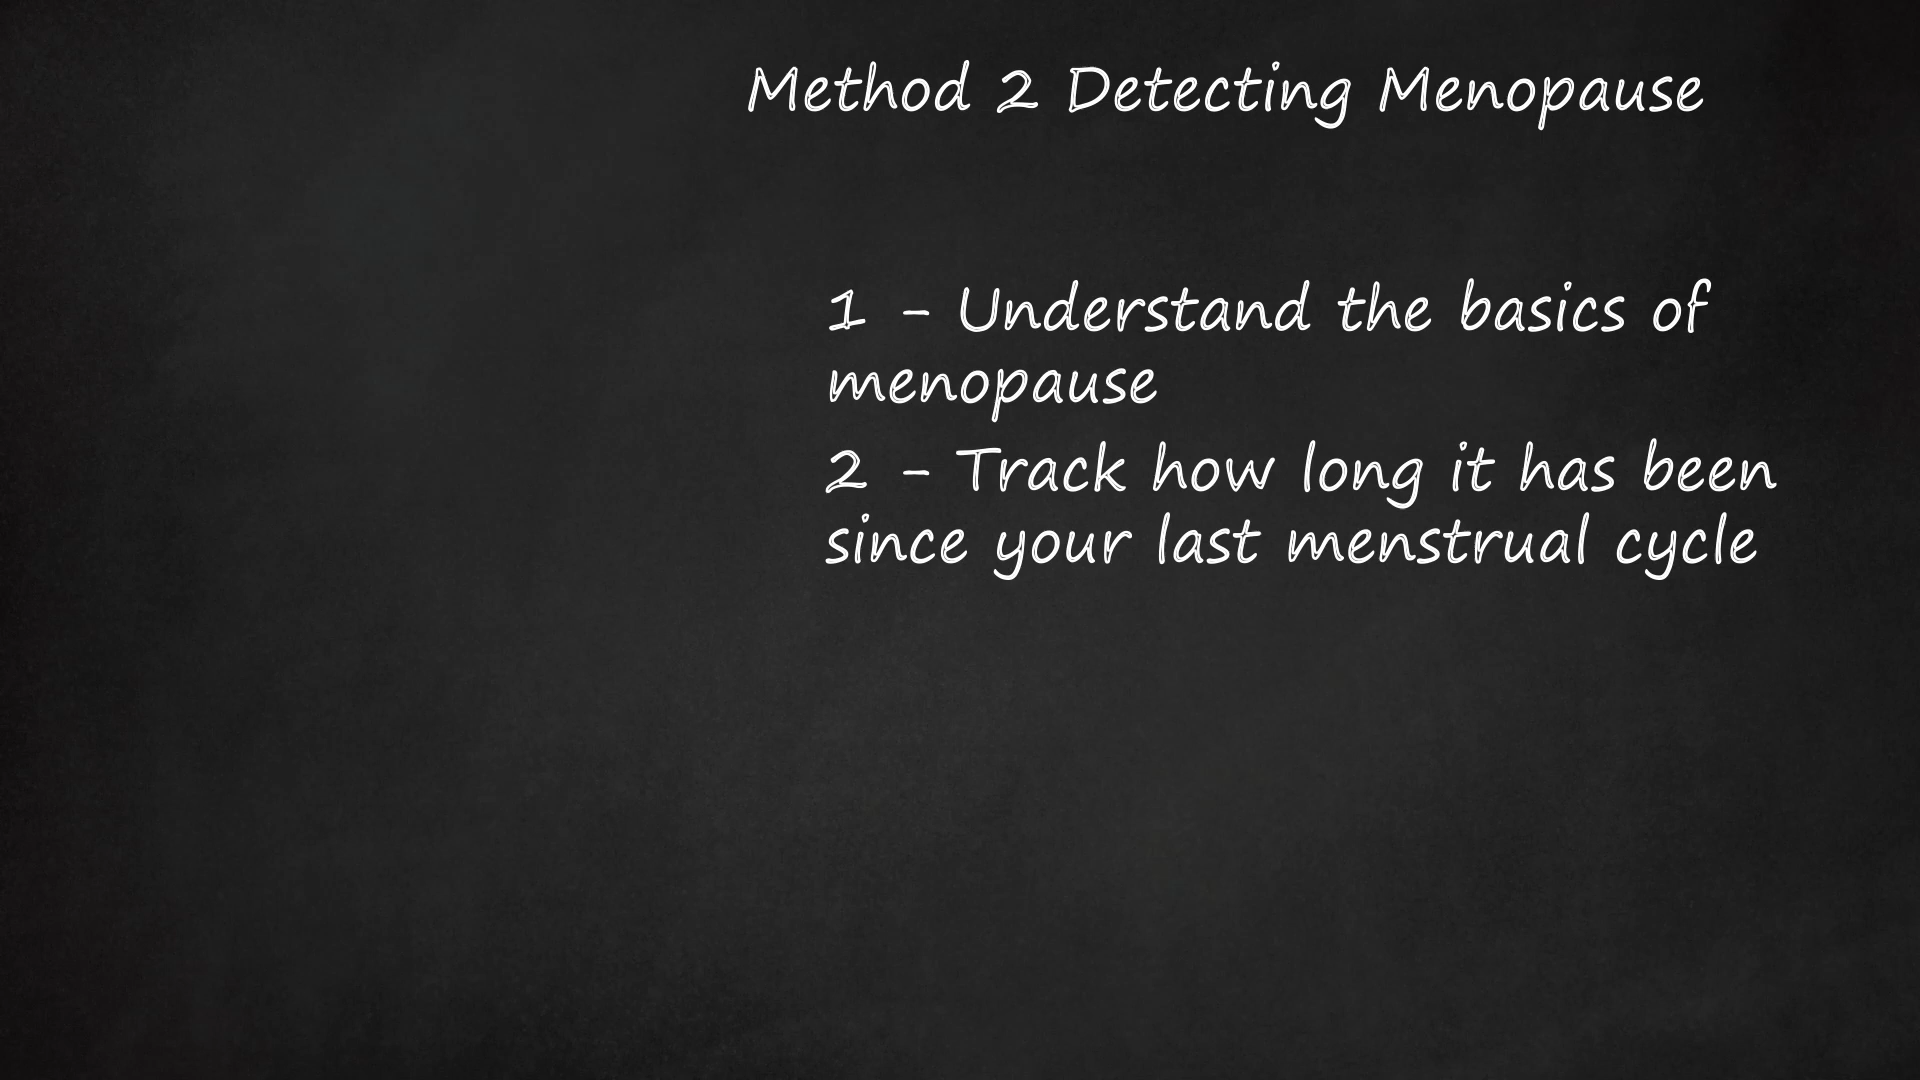 Method 2 Detecting Menopause
1 - Understand the basics of
menopause
2 - Track how long it has been
since your last menstrual cycle